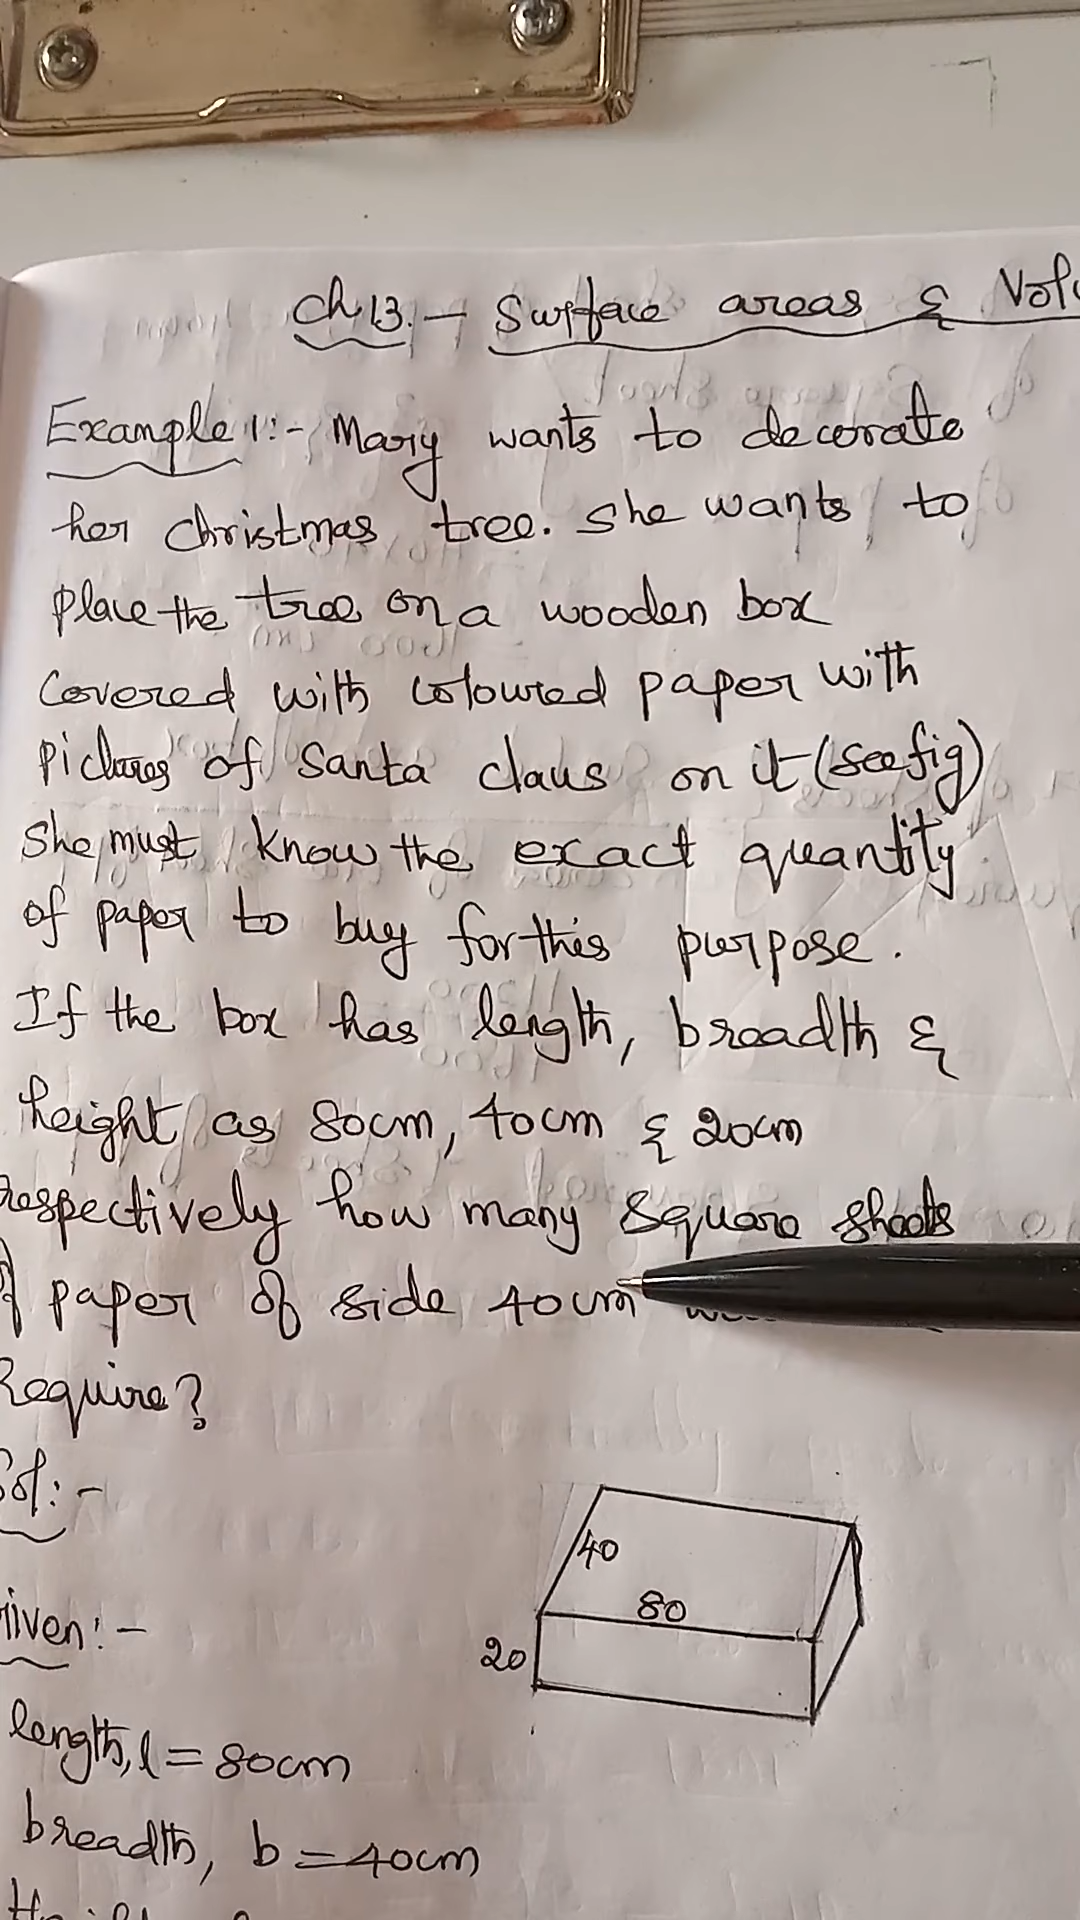 Ch 13. - Surface areas & Vol
Example 1:- Mary wants to decorate
her christmas tree. She wants to
place the tree on a wooden box
covered with coloured paper with
pictures of Santa claus on it (see fig)
She must know the exact quantity
of paper to buy for this purpose.
If the box has length, breadth &
height as 80cm, 40cm & 20cm
respectively how many square sheets
of paper of side 40cm
Require?
Sol:-
40
80
20
Given:-
length, l = 80cm
breadth, b = 40cm